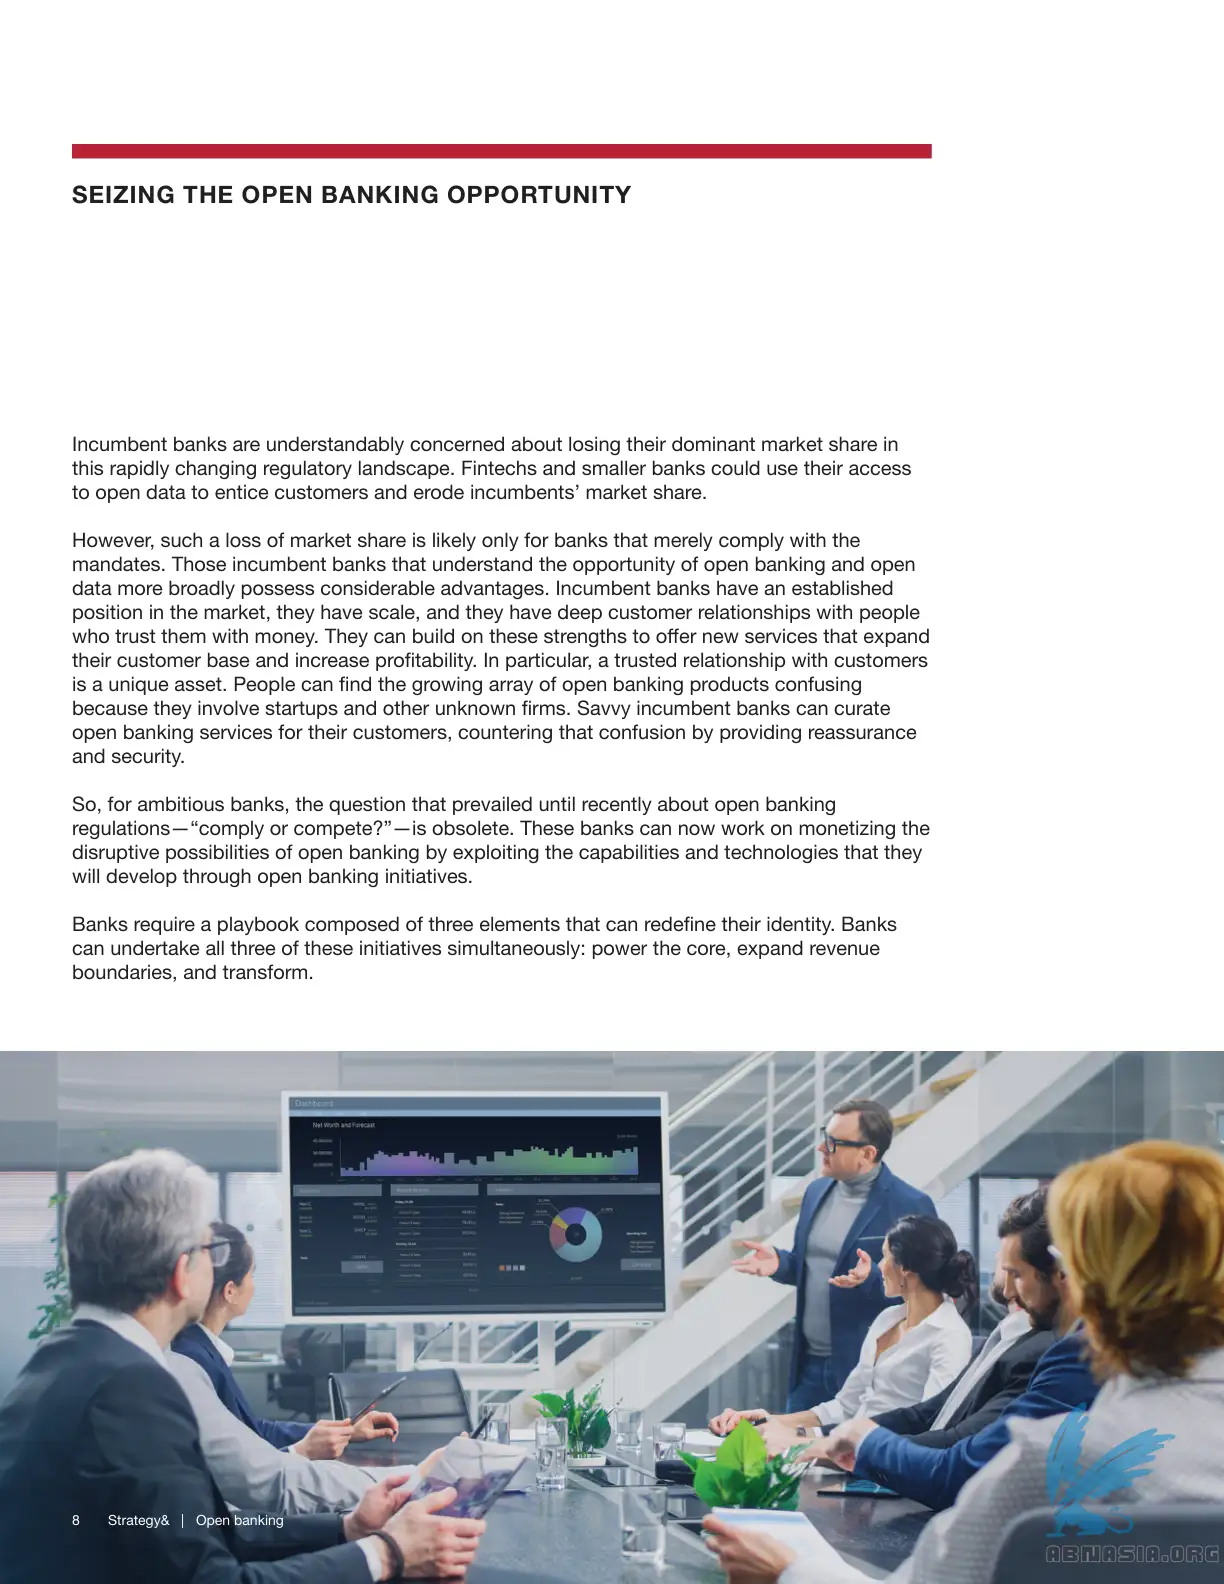 SEIZING THE OPEN BANKING OPPORTUNITY
Incumbent banks are understandably concerned about losing their dominant market share in
this rapidly changing regulatory landscape. Fintechs and smaller banks could use their access
to open data to entice customers and erode incumbents’ market share.
However, such a loss of market share is likely only for banks that merely comply with the
mandates. Those incumbent banks that understand the opportunity of open banking and open
data more broadly possess considerable advantages. Incumbent banks have an established
position in the market, they have scale, and they have deep customer relationships with people
who trust them with money. They can build on these strengths to offer new services that expand
their customer base and increase profitability. In particular, a trusted relationship with customers
is a unique asset. People can find the growing array of open banking products confusing
because they involve startups and other unknown firms. Savvy incumbent banks can curate
open banking services for their customers, countering that confusion by providing reassurance
and security.
So, for ambitious banks, the question that prevailed until recently about open banking
regulations—“comply or compete?”—is obsolete. These banks can now work on monetizing the
disruptive possibilities of open banking by exploiting the capabilities and technologies that they
will develop through open banking initiatives.
Banks require a playbook composed of three elements that can redefine their identity. Banks
can undertake all three of these initiatives simultaneously: power the core, expand revenue
boundaries, and transform.
Dashboard
Net Worth and Forecast
8 Strategy& | Open banking
ABNASIA.ORG